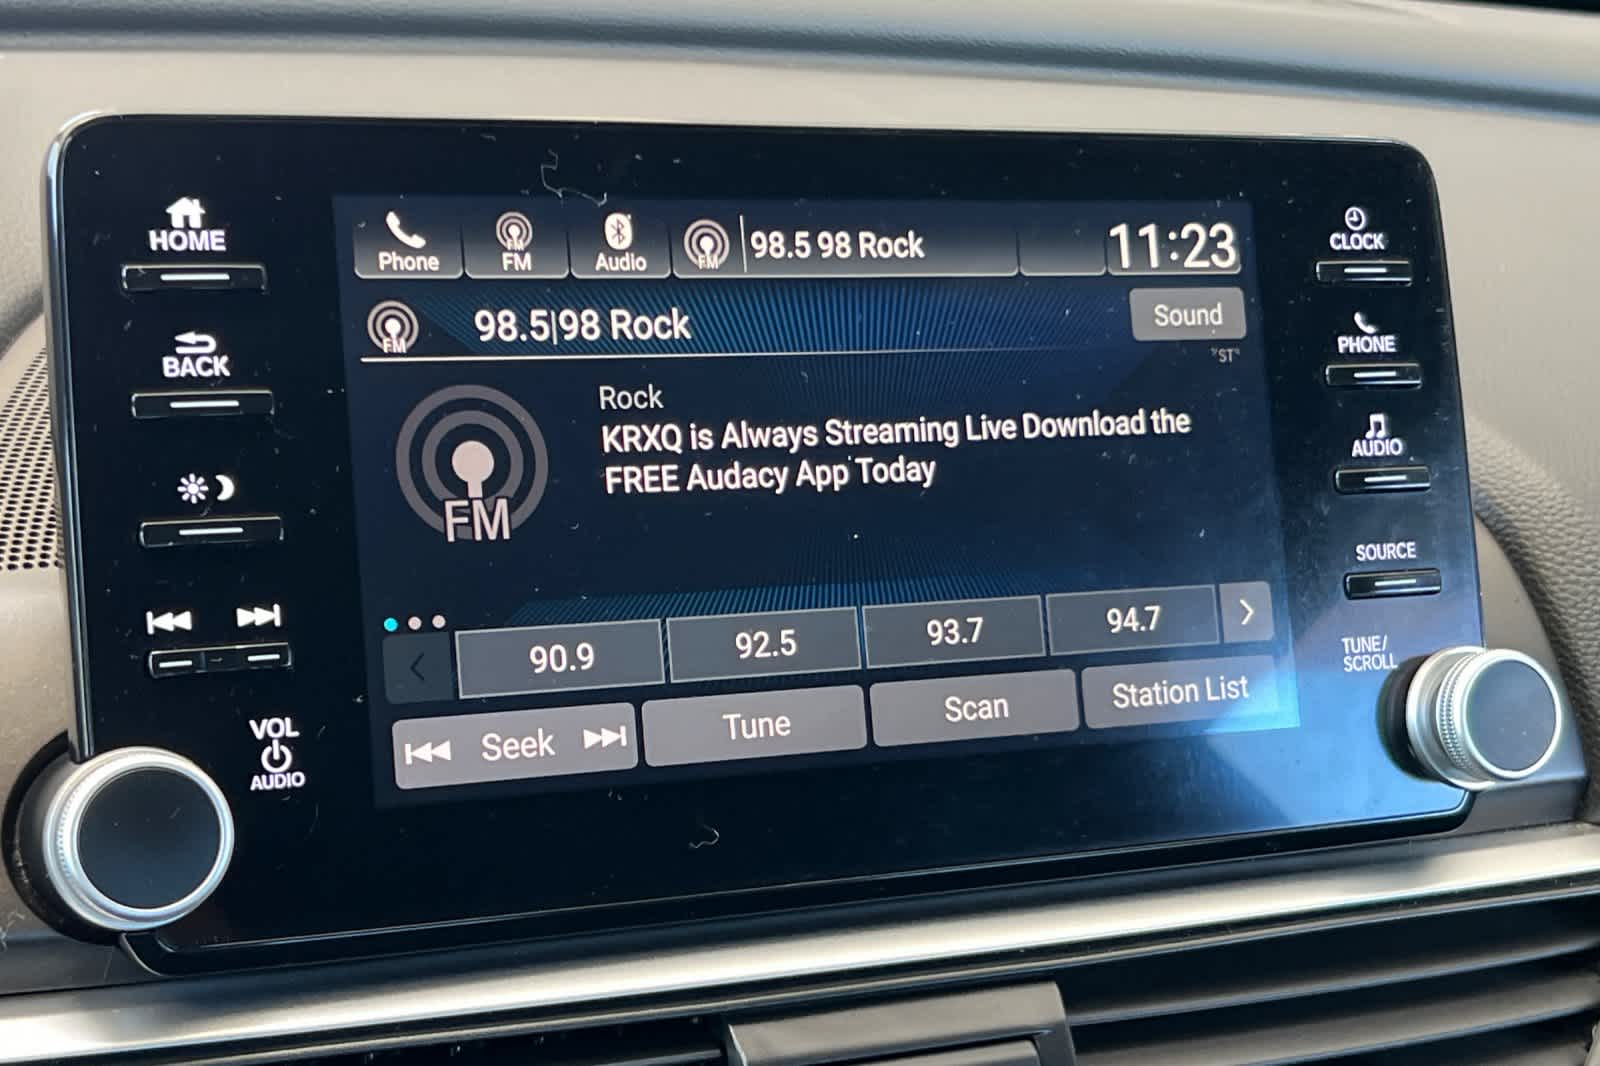 HOME
BACK
VOL
AUDIO
Phone
FM
Audio
FM
98.5 98 Rock
11:23
FM
98.5|98 Rock
Sound
"ST"
FM
Rock
KRXQ is Always Streaming Live Download the
FREE Audacy App Today
90.9
92.5
93.7
94.7
Seek
Tune
Scan
Station List
CLOCK
PHONE
AUDIO
SOURCE
TUNE/
SCROLL